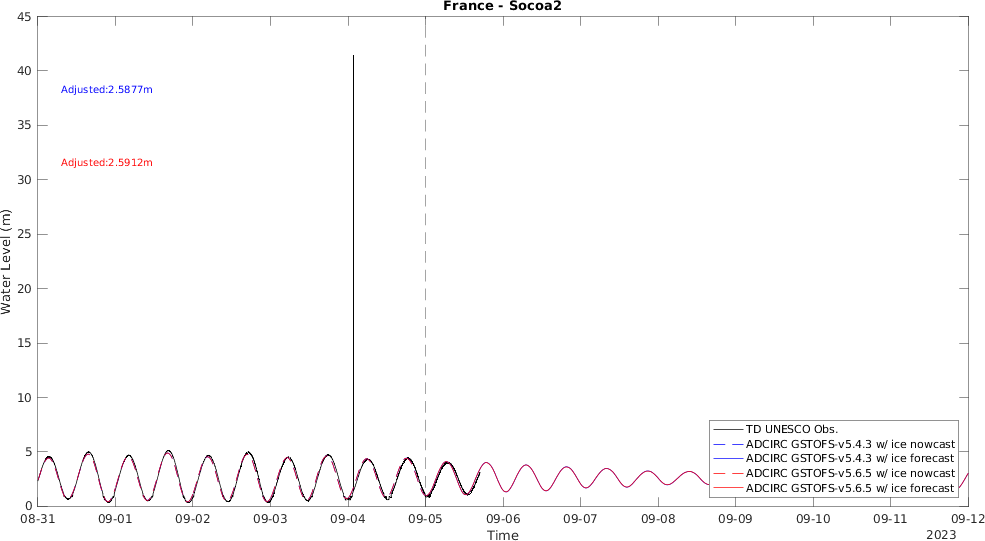 France - Socoa2
45
40
35
30
25
20
15
10
5
0
Water Level (m)
Adjusted:2.5877m
Adjusted:2.5912m
TD UNESCO Obs.
ADCIRC GSTOFS-v5.4.3 w/ ice nowcast
ADCIRC GSTOFS-v5.4.3 w/ ice forecast
ADCIRC GSTOFS-v5.6.5 w/ ice nowcast
ADCIRC GSTOFS-v5.6.5 w/ ice forecast
08-31 09-01 09-02 09-03 09-04 09-05 09-06 09-07 09-08 09-09 09-10 09-11 09-12
Time
2023